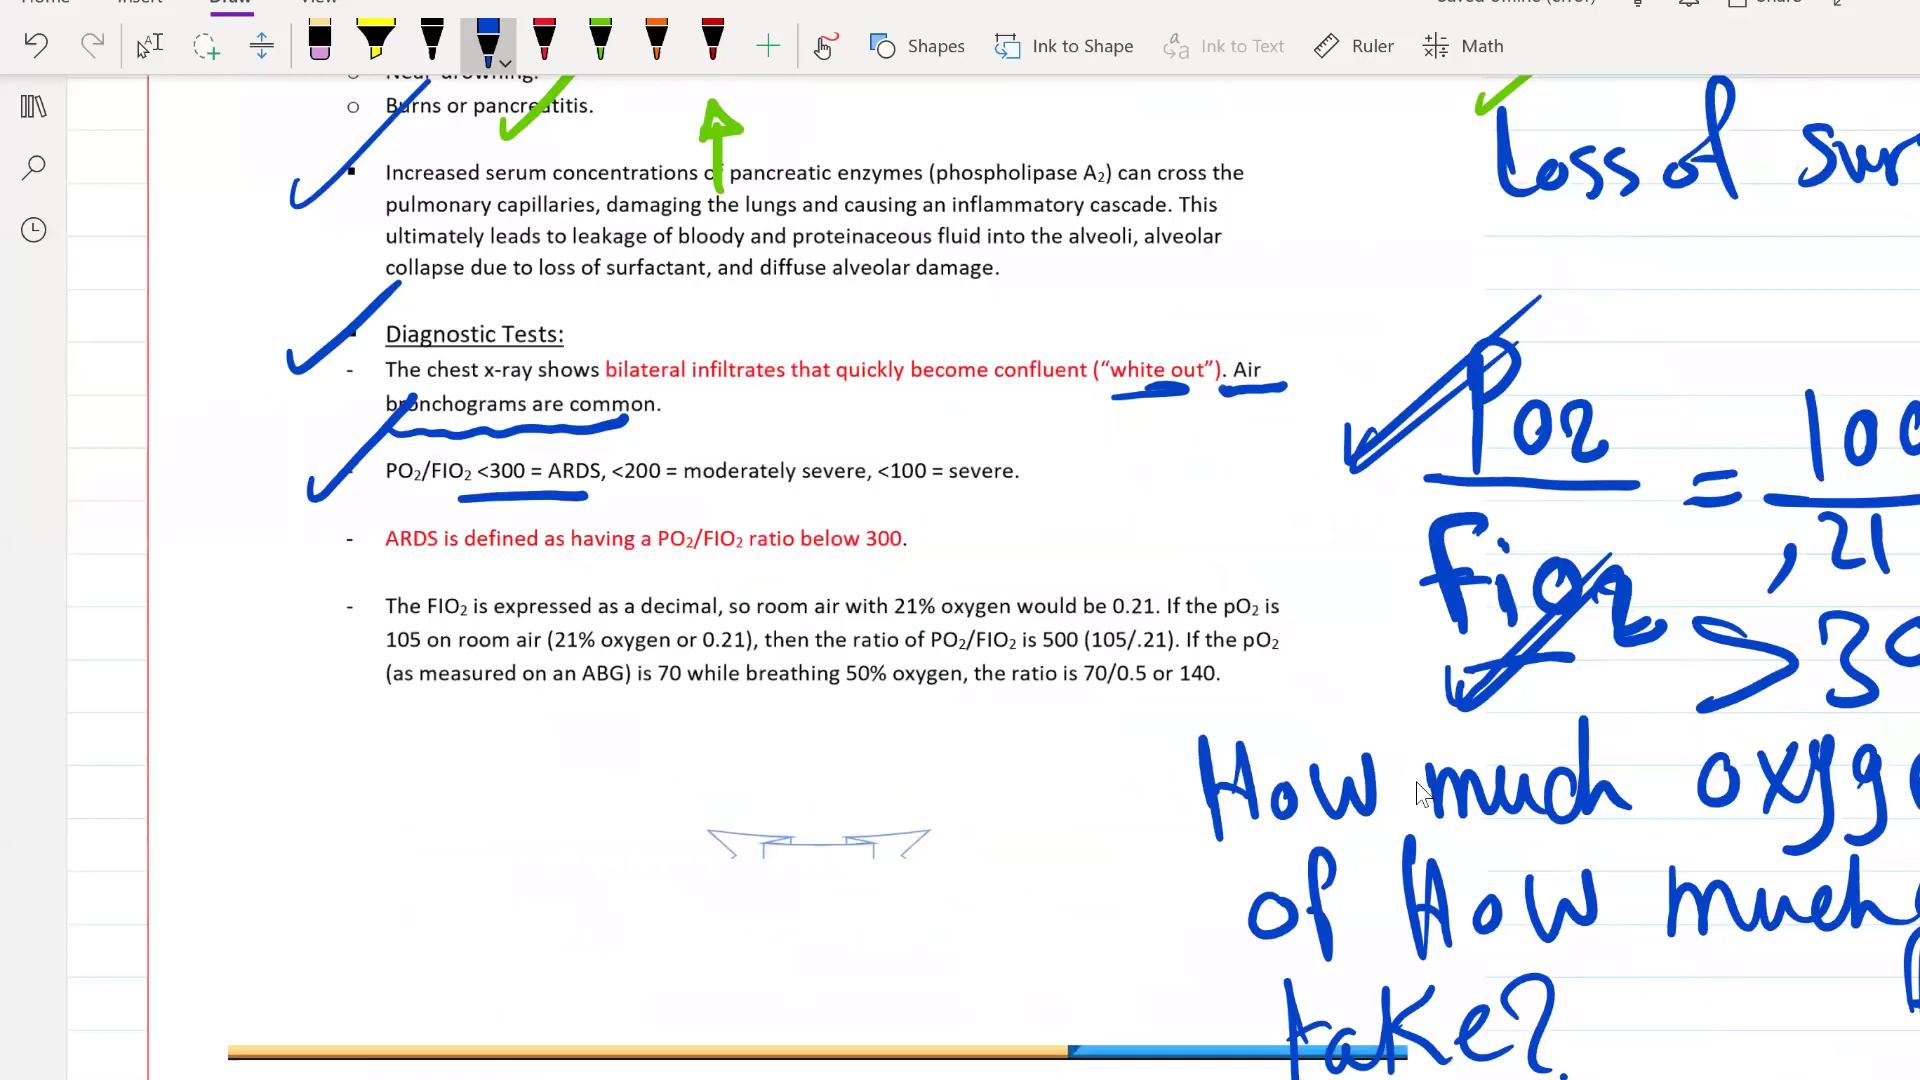 Draw
Shapes
Ink to Shape
Ink to Text
Ruler
Math
Near drowning.
o Burns or pancreatitis.
▪ Increased serum concentrations of pancreatic enzymes (phospholipase A₂) can cross the
pulmonary capillaries, damaging the lungs and causing an inflammatory cascade. This
ultimately leads to leakage of bloody and proteinaceous fluid into the alveoli, alveolar
collapse due to loss of surfactant, and diffuse alveolar damage.
▪ Diagnostic Tests:
- The chest x-ray shows bilateral infiltrates that quickly become confluent (“white out”). Air
bronchograms are common.
- PO₂/FIO₂ <300 = ARDS, <200 = moderately severe, <100 = severe.
- ARDS is defined as having a PO₂/FIO₂ ratio below 300.
- The FIO₂ is expressed as a decimal, so room air with 21% oxygen would be 0.21. If the pO₂ is
105 on room air (21% oxygen or 0.21), then the ratio of PO₂/FIO₂ is 500 (105/.21). If the pO₂
(as measured on an ABG) is 70 while breathing 50% oxygen, the ratio is 70/0.5 or 140.
Loss of sur
PO2 = 100
FiO2 , 21
> 30
How much oxyge
of How much
take?